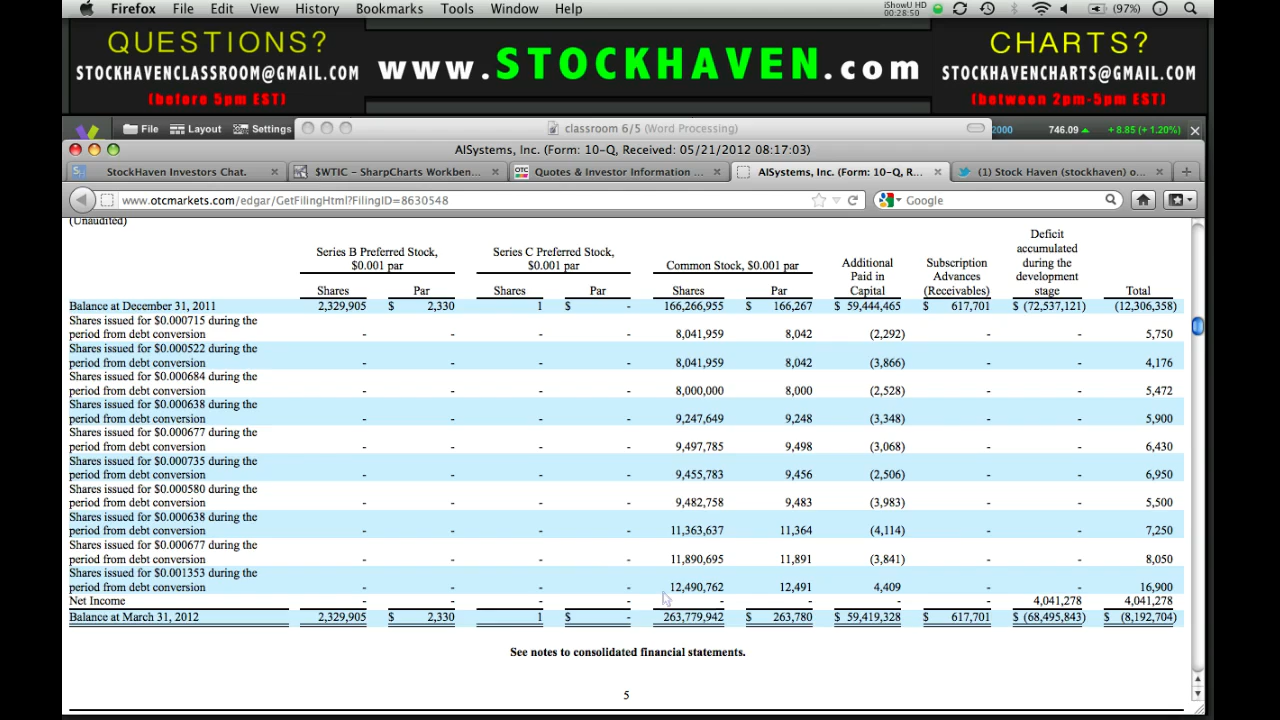 Firefox File Edit View History Bookmarks Tools Window Help iShowU HD 00:28:50 (97%)
QUESTIONS?
STOCKHAVENCLASSROOM@GMAIL.COM
(before 5pm EST)
www.STOCKHAVEN.com
CHARTS?
STOCKHAVENCHARTS@GMAIL.COM
(between 2pm-5pm EST)
File Layout Settings classroom 6/5 (Word Processing) 2000 746.09 + 8.85 (+ 1.20%)
AISystems, Inc. (Form: 10-Q, Received: 05/21/2012 08:17:03)
StockHaven Investors Chat. $WTIC - SharpCharts Workben... OTC Quotes & Investor Information ... AISystems, Inc. (Form: 10-Q, R... (1) Stock Haven (stockhaven) o...
www.otcmarkets.com/edgar/GetFilingHtml?FilingID=8630548 Google
(Unaudited)
Series B Preferred Stock, $0.001 par Series C Preferred Stock, $0.001 par Common Stock, $0.001 par Additional Paid in Capital Subscription Advances (Receivables) Deficit accumulated during the development stage Total
Shares Par Shares Par Shares Par
Balance at December 31, 2011 2,329,905 $ 2,330 1 $ - 166,266,955 $ 166,267 $ 59,444,465 $ 617,701 $ (72,537,121) (12,306,358)
Shares issued for $0.000715 during the
period from debt conversion - - - - 8,041,959 8,042 (2,292) - - 5,750
Shares issued for $0.000522 during the
period from debt conversion - - - - 8,041,959 8,042 (3,866) - - 4,176
Shares issued for $0.000684 during the
period from debt conversion - - - - 8,000,000 8,000 (2,528) - - 5,472
Shares issued for $0.000638 during the
period from debt conversion - - - - 9,247,649 9,248 (3,348) - - 5,900
Shares issued for $0.000677 during the
period from debt conversion - - - - 9,497,785 9,498 (3,068) - - 6,430
Shares issued for $0.000735 during the
period from debt conversion - - - - 9,455,783 9,456 (2,506) - - 6,950
Shares issued for $0.000580 during the
period from debt conversion - - - - 9,482,758 9,483 (3,983) - - 5,500
Shares issued for $0.000638 during the
period from debt conversion - - - - 11,363,637 11,364 (4,114) - - 7,250
Shares issued for $0.000677 during the
period from debt conversion - - - - 11,890,695 11,891 (3,841) - - 8,050
Shares issued for $0.001353 during the
period from debt conversion - - - - 12,490,762 12,491 4,409 - - 16,900
Net Income - - - - - - - - 4,041,278 4,041,278
Balance at March 31, 2012 2,329,905 $ 2,330 1 $ - 263,779,942 $ 263,780 $ 59,419,328 $ 617,701 $ (68,495,843) $ (8,192,704)
See notes to consolidated financial statements.
5